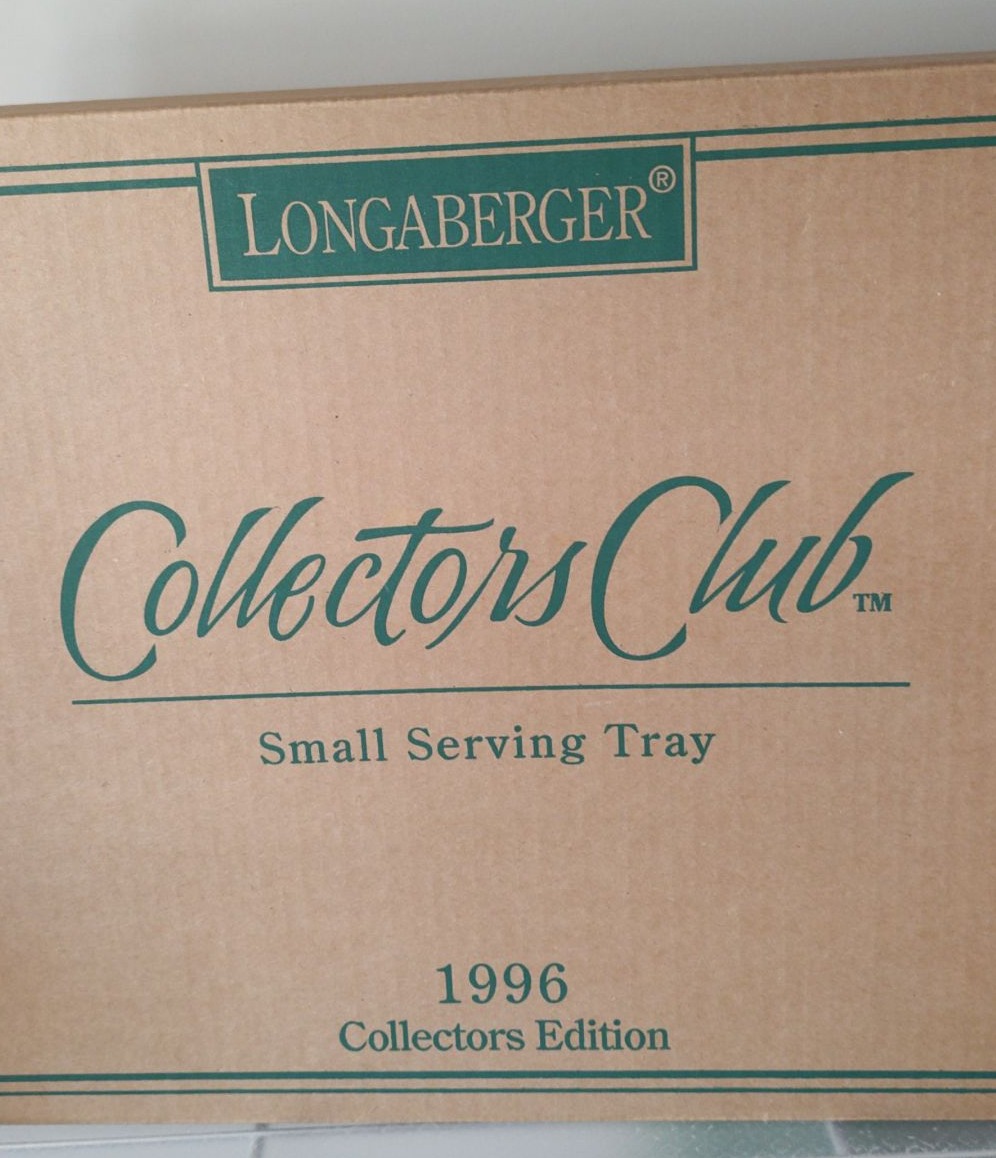 LONGABERGER®
Collectors Club™
Small Serving Tray
1996
Collectors Edition